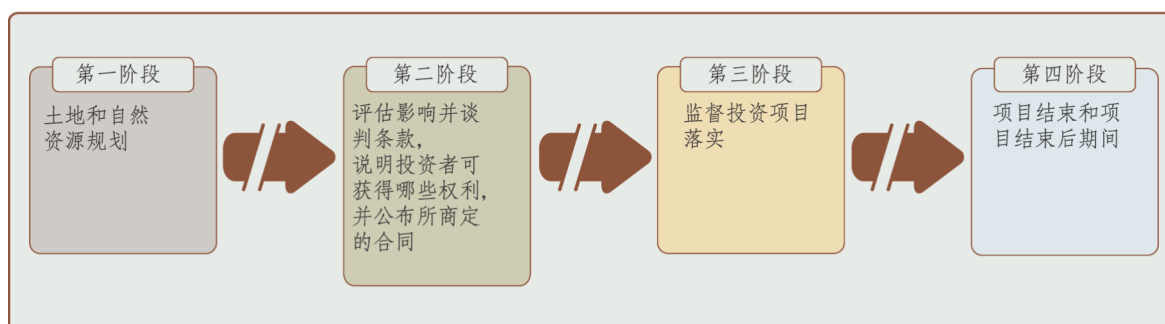 第一阶段
土地和自然
资源规划
第二阶段
评估影响并谈
判条款，
说明投资者可
获得哪些权利，
并公布所商定
的合同
第三阶段
监督投资项目
落实
第四阶段
项目结束和项
目结束后期间